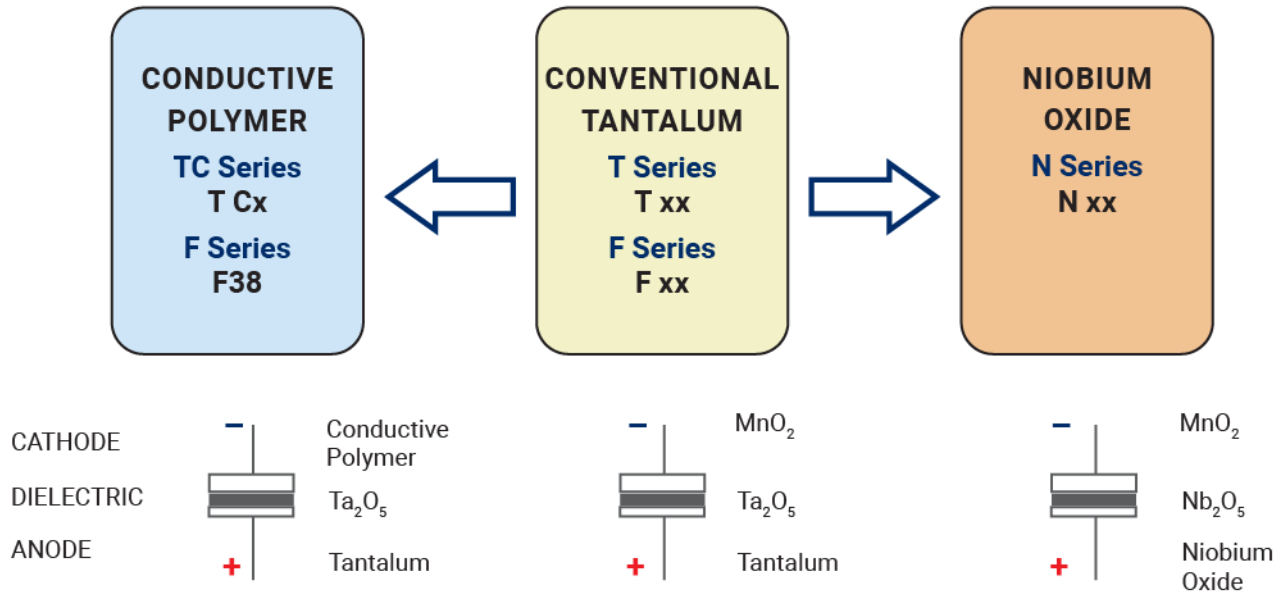 CONDUCTIVE
POLYMER
TC Series
T Cx
F Series
F38
CONVENTIONAL
TANTALUM
T Series
T xx
F Series
F xx
NIOBIUM
OXIDE
N Series
N xx
CATHODE
DIELECTRIC
ANODE
−
Conductive
Polymer
Ta₂O₅
+
Tantalum
−
MnO₂
Ta₂O₅
+
Tantalum
−
MnO₂
Nb₂O₅
+
Niobium
Oxide